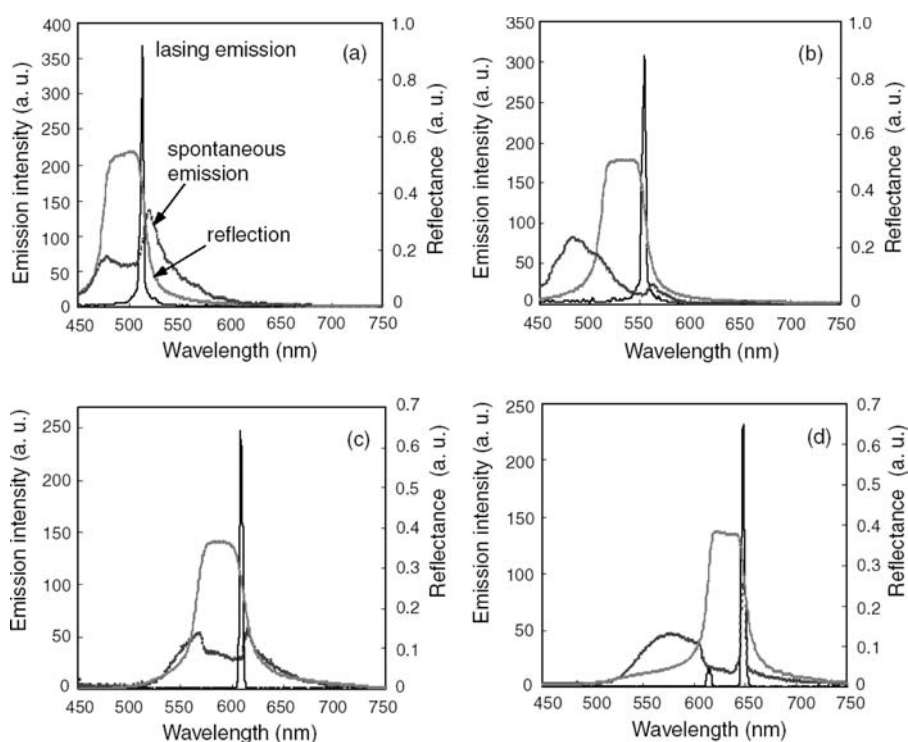 400
350
300
250
200
150
100
50
0
Emission intensity (a. u.)
lasing emission
(a)
spontaneous
emission
reflection
1.0
0.8
0.6
0.4
0.2
0
Reflectance (a. u.)
450 500 550 600 650 700 750
Wavelength (nm)
350
300
250
200
150
100
50
0
Emission intensity (a. u.)
(b)
1.0
0.8
0.6
0.4
0.2
0
Reflectance (a. u.)
450 500 550 600 650 700 750
Wavelength (nm)
250
200
150
100
50
0
Emission intensity (a. u.)
(c)
0.7
0.6
0.5
0.4
0.3
0.2
0.1
0
Reflectance (a. u.)
450 500 550 600 650 700 750
Wavelength (nm)
250
200
150
100
50
0
Emission intensity (a. u.)
(d)
0.7
0.6
0.5
0.4
0.3
0.2
0.1
0
Reflectance (a. u.)
450 500 550 600 650 700 750
Wavelength (nm)